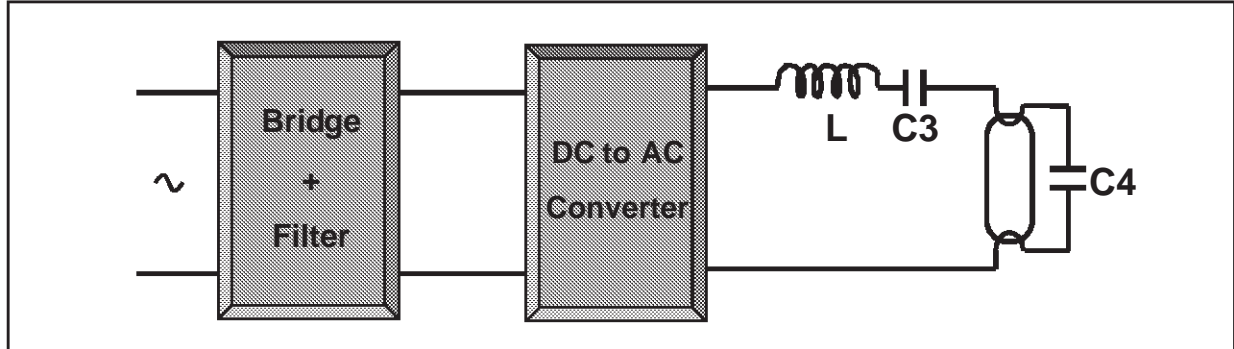 Bridge
+
Filter
DC to AC
Converter
L
C3
C4